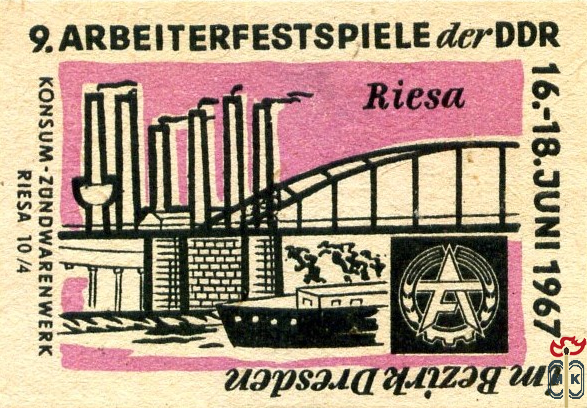 9. ARBEITERFESTSPIELE der DDR
16.-18. JUNI 1967
im Bezirk Dresden
Riesa
KONSUM-ZÜNDWARENWERK
RIESA 10/4
A
K